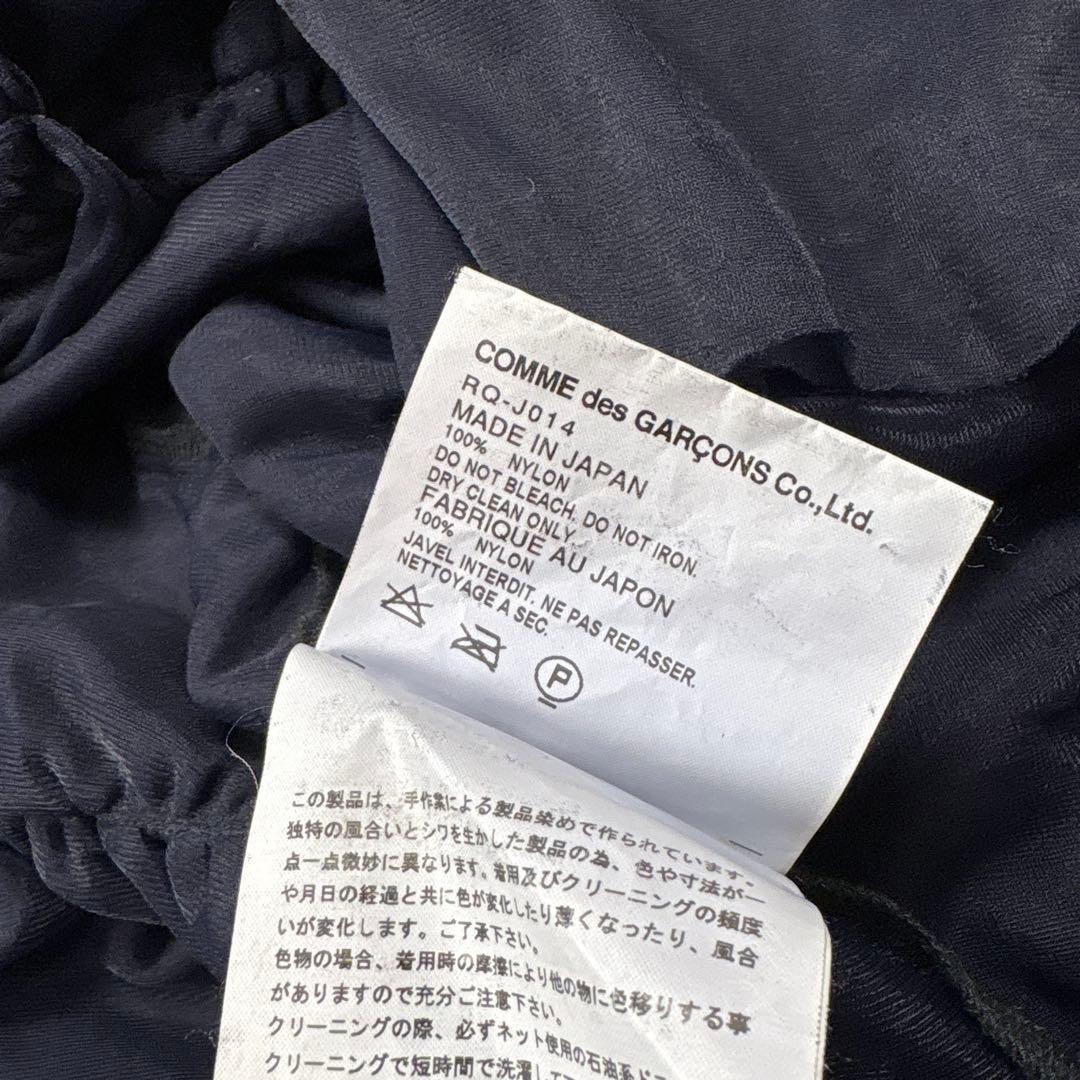 COMME des GARÇONS Co.,Ltd.
RQ-J014
MADE IN JAPAN
100% NYLON
DO NOT BLEACH, DO NOT IRON.
DRY CLEAN ONLY.
FABRIQUE AU JAPON
100% NYLON
JAVEL INTERDIT. NE PAS REPASSER.
NETTOYAGE A SEC.
P
この製品は、手作業による製品染めで作られています。
独特の風合いとシワを生かした製品の為、色や寸法が一
点一点微妙に異なります。着用及びクリーニングの頻度
や月日の経過と共に色が変化したり薄くなったり、風合
いが変化します。ご了承下さい。
色物の場合、着用時の摩擦により他の物に色移りする事
がありますので充分ご注意下さい。
クリーニングの際、必ずネット使用の石油系ド
クリーニングで短時間で洗濯し